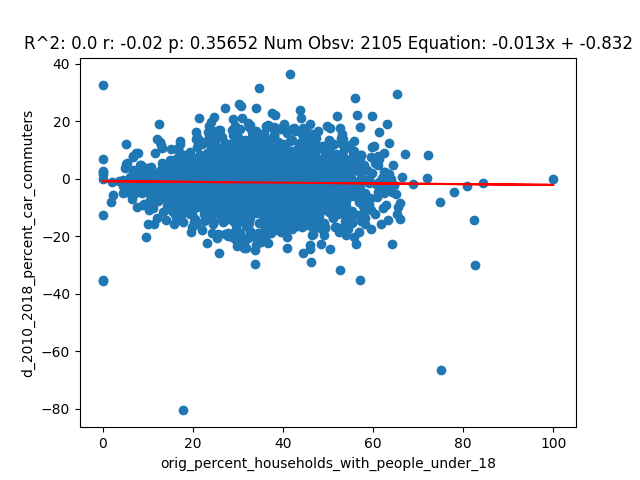 R^2: 0.0 r: -0.02 p: 0.35652 Num Obsv: 2105 Equation: -0.013x + -0.832
40
20
0
−20
−40
−60
−80
d_2010_2018_percent_car_commuters
0 20 40 60 80 100
orig_percent_households_with_people_under_18